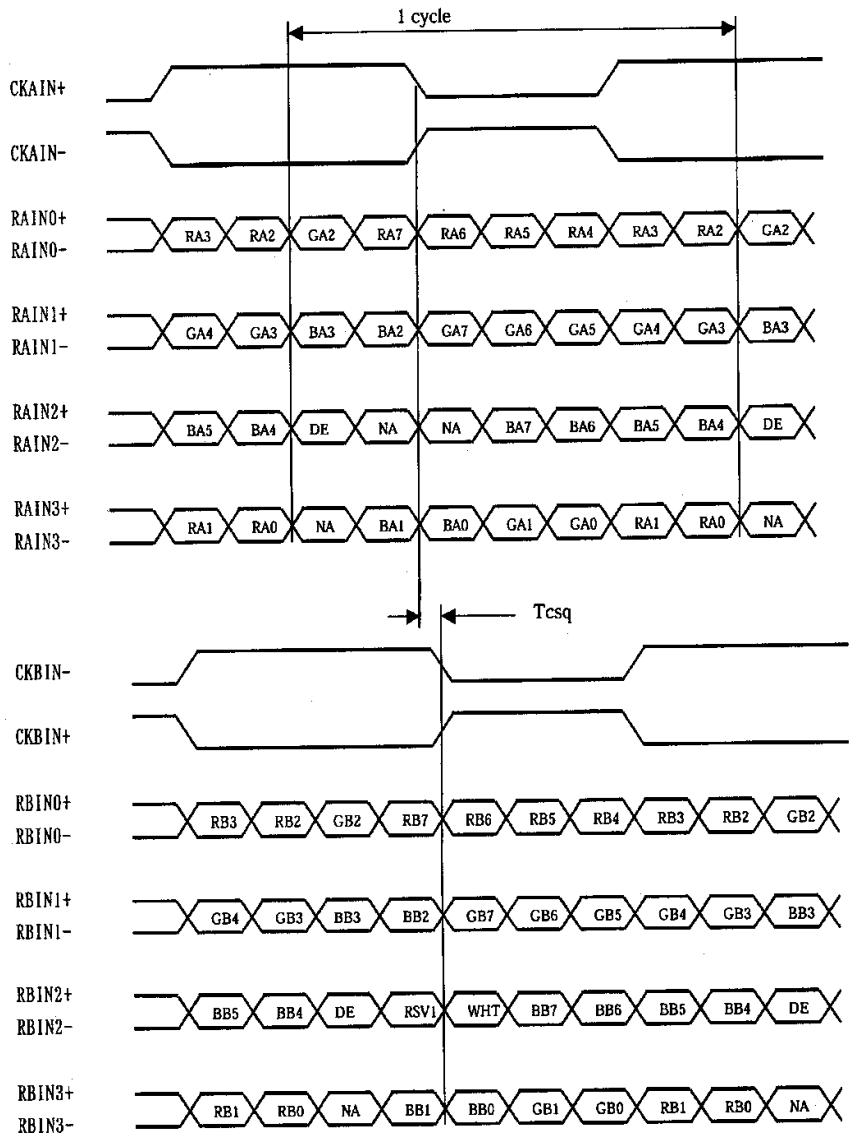 1 cycle
CKAIN+
CKAIN-
RAIN0+
RAIN0-
RA3 RA2 GA2 RA7 RA6 RA5 RA4 RA3 RA2 GA2
RAIN1+
RAIN1-
GA4 GA3 BA3 BA2 GA7 GA6 GA5 GA4 GA3 BA3
RAIN2+
RAIN2-
BA5 BA4 DE NA NA BA7 BA6 BA5 BA4 DE
RAIN3+
RAIN3-
RA1 RA0 NA BA1 BA0 GA1 GA0 RA1 RA0 NA
Tcsq
CKBIN-
CKBIN+
RBIN0+
RBIN0-
RB3 RB2 GB2 RB7 RB6 RB5 RB4 RB3 RB2 GB2
RBIN1+
RBIN1-
GB4 GB3 BB3 BB2 GB7 GB6 GB5 GB4 GB3 BB3
RBIN2+
RBIN2-
BB5 BB4 DE RSV1 WHT BB7 BB6 BB5 BB4 DE
RBIN3+
RBIN3-
RB1 RB0 NA BB1 BB0 GB1 GB0 RB1 RB0 NA